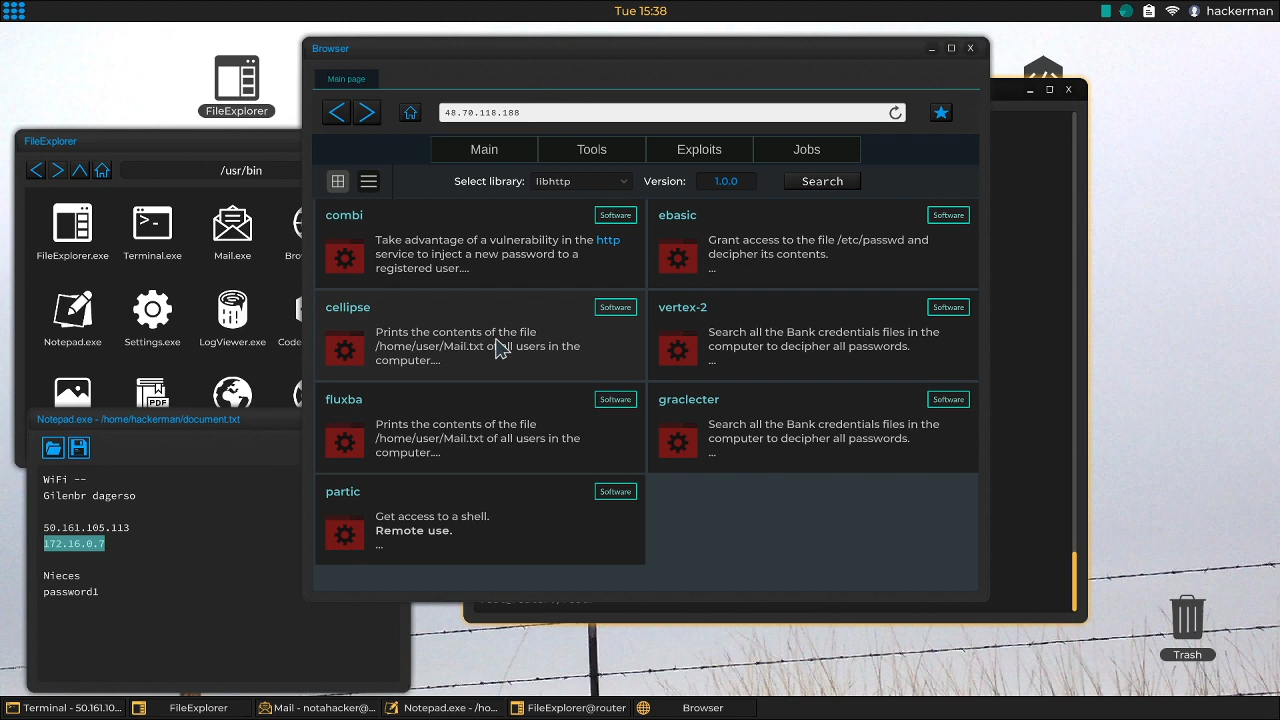 Tue 15:38
hackerman
FileExplorer
Browser
Main page
48.70.118.188
Main
Tools
Exploits
Jobs
Select library:
libhttp
Version:
1.0.0
Search
combi
Software
Take advantage of a vulnerability in the http
service to inject a new password to a
registered user....
ebasic
Software
Grant access to the file /etc/passwd and
decipher its contents.
...
cellipse
Software
Prints the contents of the file
/home/user/Mail.txt of all users in the
computer....
vertex-2
Software
Search all the Bank credentials files in the
computer to decipher all passwords.
...
fluxba
Software
Prints the contents of the file
/home/user/Mail.txt of all users in the
computer....
graclecter
Software
Search all the Bank credentials files in the
computer to decipher all passwords.
...
partic
Software
Get access to a shell.
Remote use.
...
FileExplorer
/usr/bin
FileExplorer.exe
Terminal.exe
Mail.exe
Notepad.exe
Settings.exe
LogViewer.exe
PDF
Notepad.exe - /home/hackerman/document.txt
WiFi --
Gilenbr dagerso
50.161.105.113
172.16.0.7
Nieces
password1
Trash
Terminal - 50.161.10...
FileExplorer
Mail - notahacker@...
Notepad.exe - /ho...
FileExplorer@router
Browser